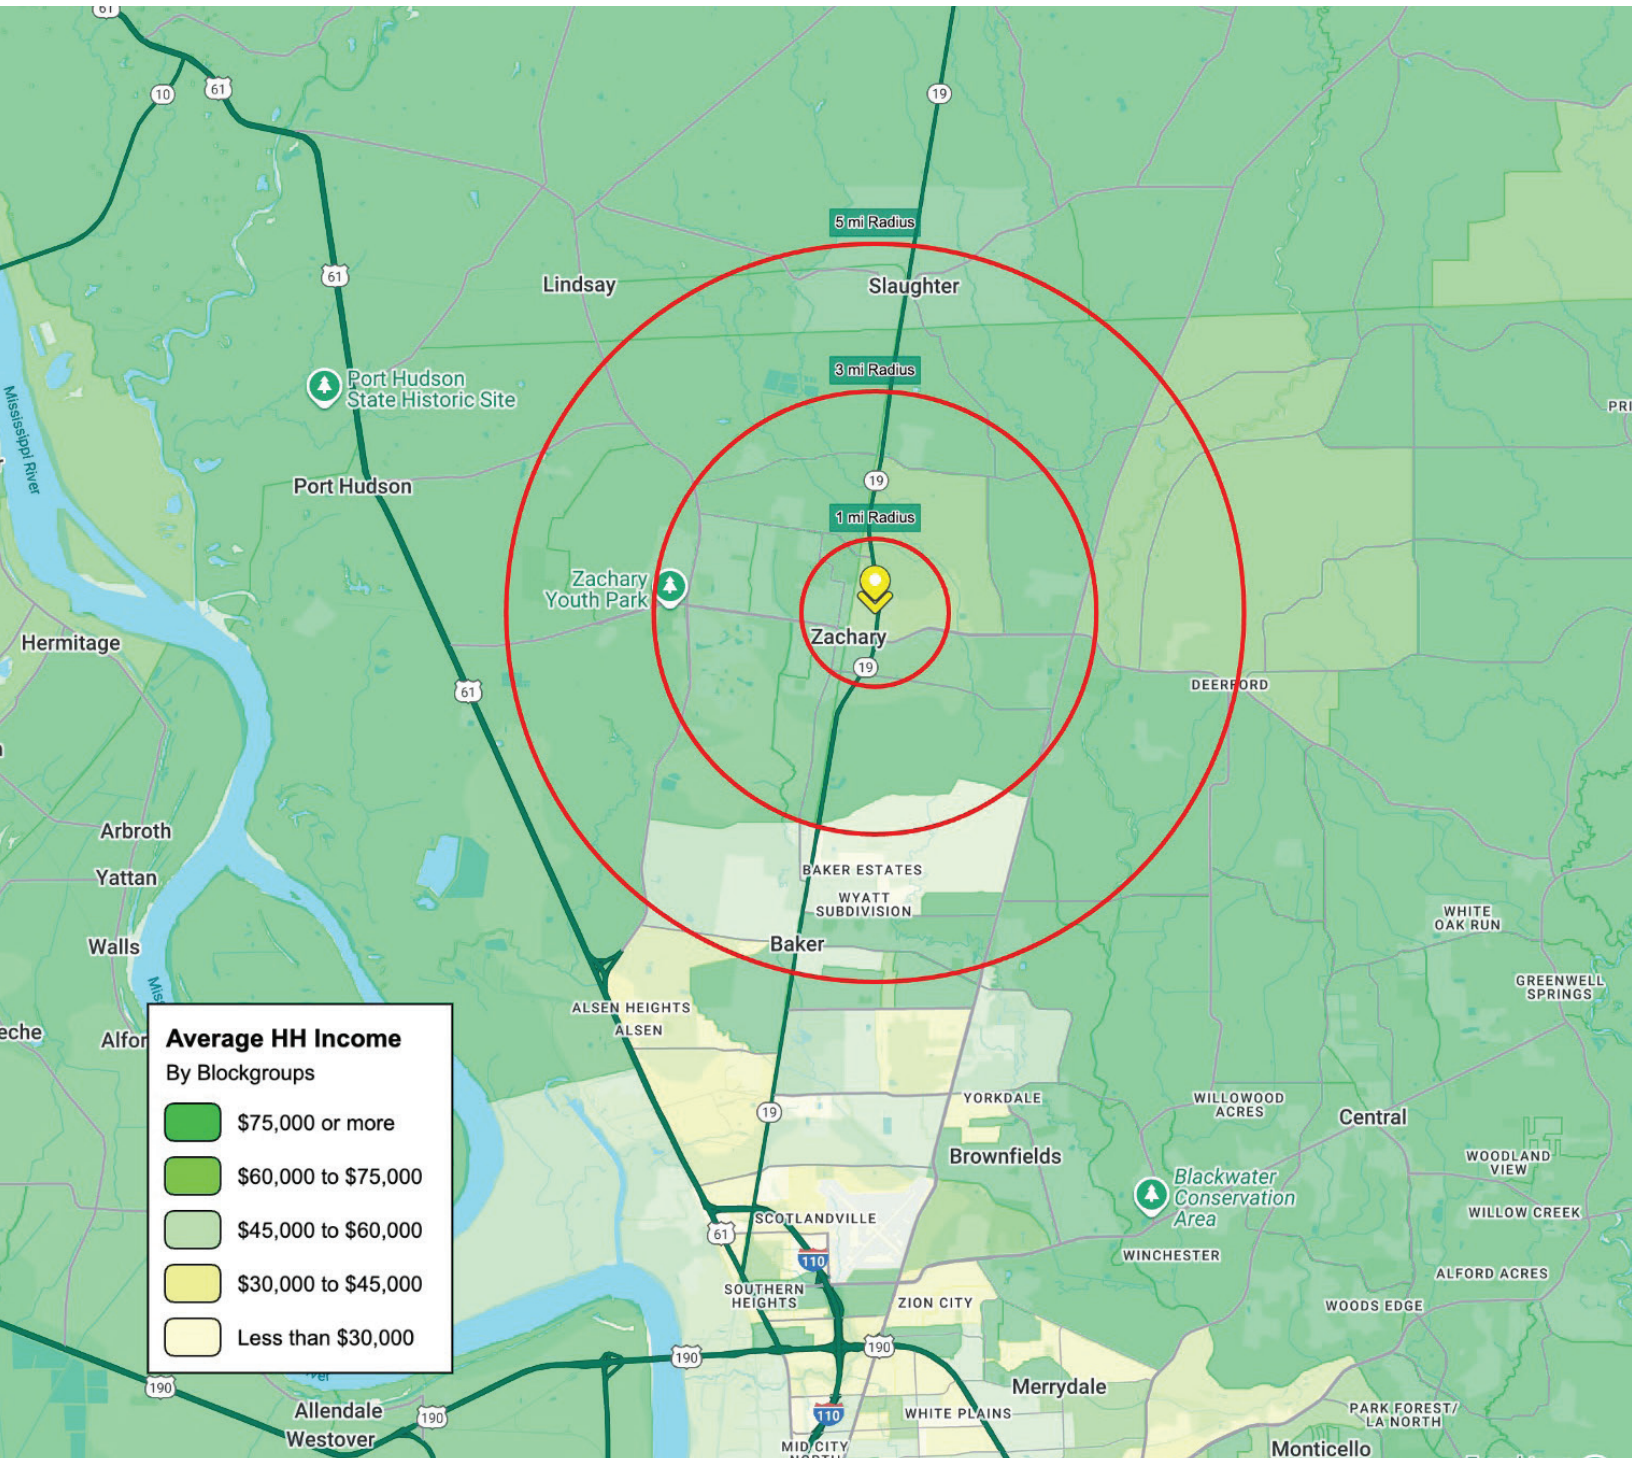 61
10
61
19
5 mi Radius
61
Lindsay
Slaughter
3 mi Radius
Port Hudson
State Historic Site
Mississippi River
19
Port Hudson
1 mi Radius
Zachary
Youth Park
Zachary
Hermitage
19
61
DEERFORD
Arbroth
BAKER ESTATES
Yattan
WYATT
SUBDIVISION
WHITE
OAK RUN
Walls
Baker
GREENWELL
SPRINGS
ALSEN HEIGHTS
ALSEN
Average HH Income
By Blockgroups
$75,000 or more
$60,000 to $75,000
$45,000 to $60,000
$30,000 to $45,000
Less than $30,000
19
YORKDALE
WILLOWOOD
ACRES
Central
Brownfields
WOODLAND
VIEW
Blackwater
Conservation
Area
WILLOW CREEK
SCOTLANDVILLE
61
110
WINCHESTER
ALFORD ACRES
SOUTHERN
HEIGHTS
ZION CITY
WOODS EDGE
190
190
190
Merrydale
Allendale
190
110
WHITE PLAINS
PARK FOREST/
LA NORTH
Westover
MID CITY
Monticello